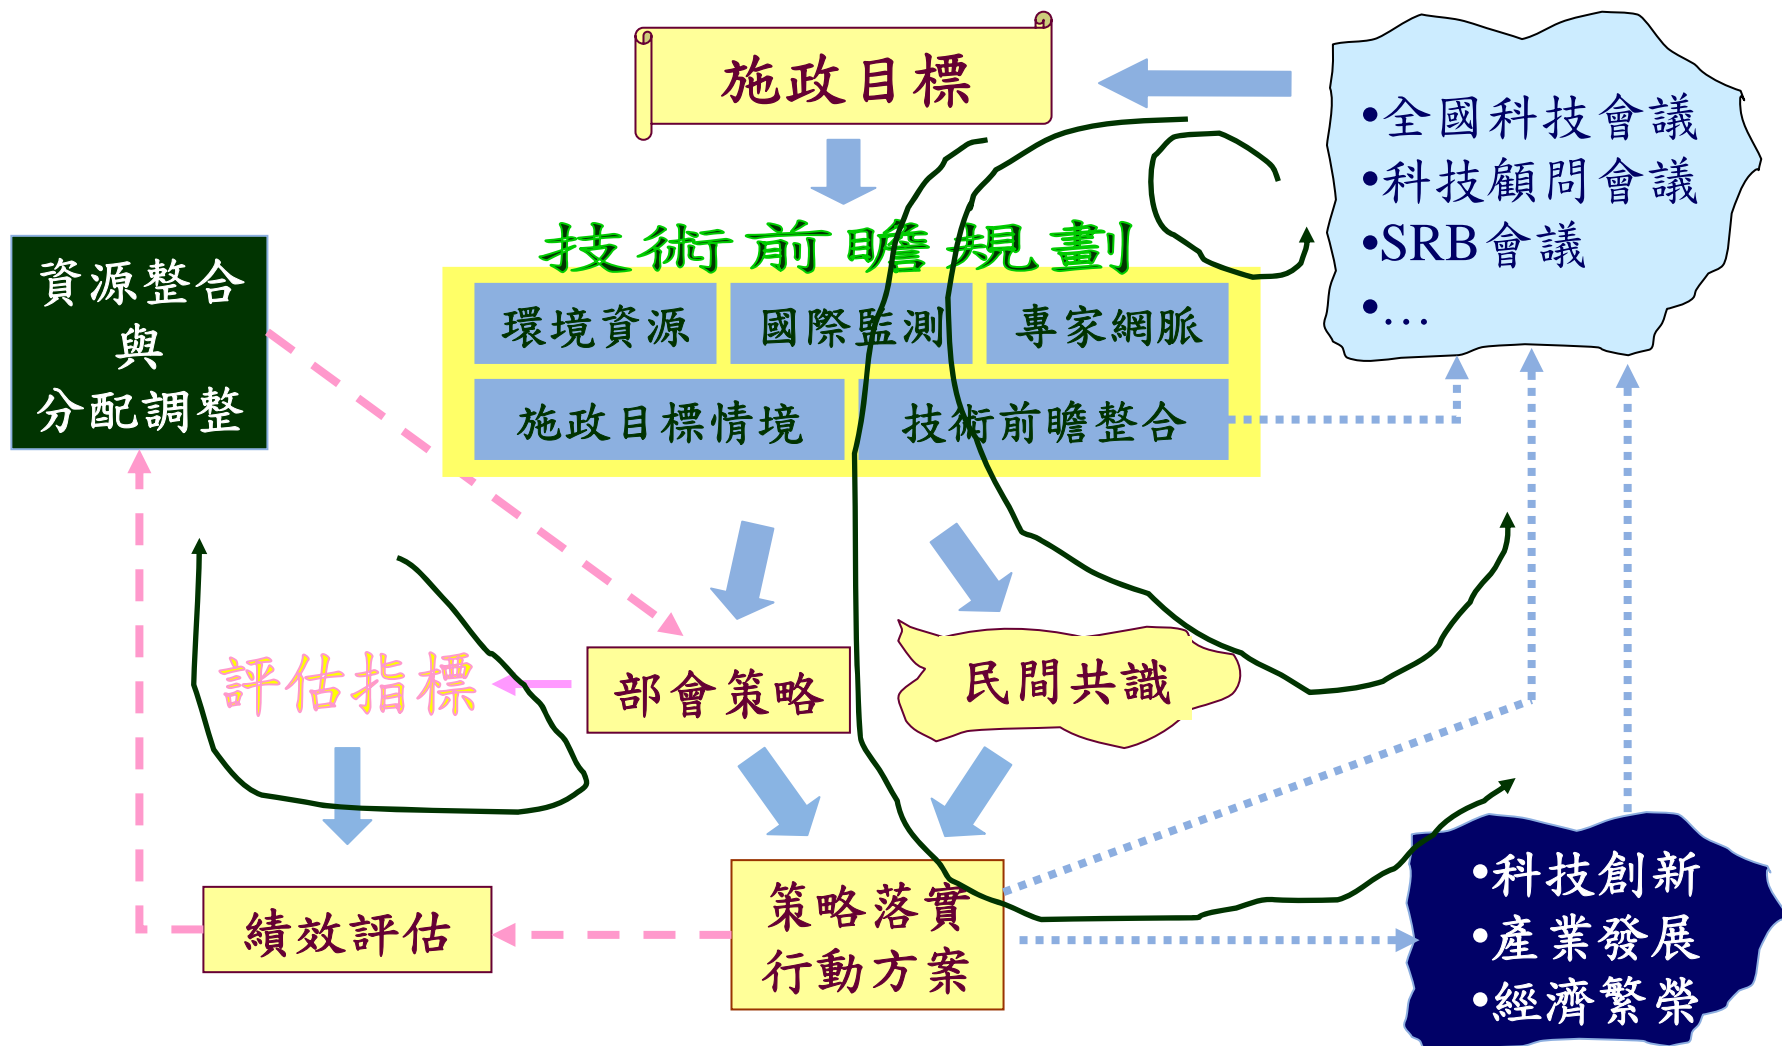 施政目標
•全國科技會議
•科技顧問會議
•SRB會議
•…
技術前瞻規劃
資源整合
與
分配調整
環境資源
國際監測
專家網脈
施政目標情境
技術前瞻整合
評估指標
部會策略
民間共識
績效評估
策略落實
行動方案
•科技創新
•產業發展
•經濟繁榮